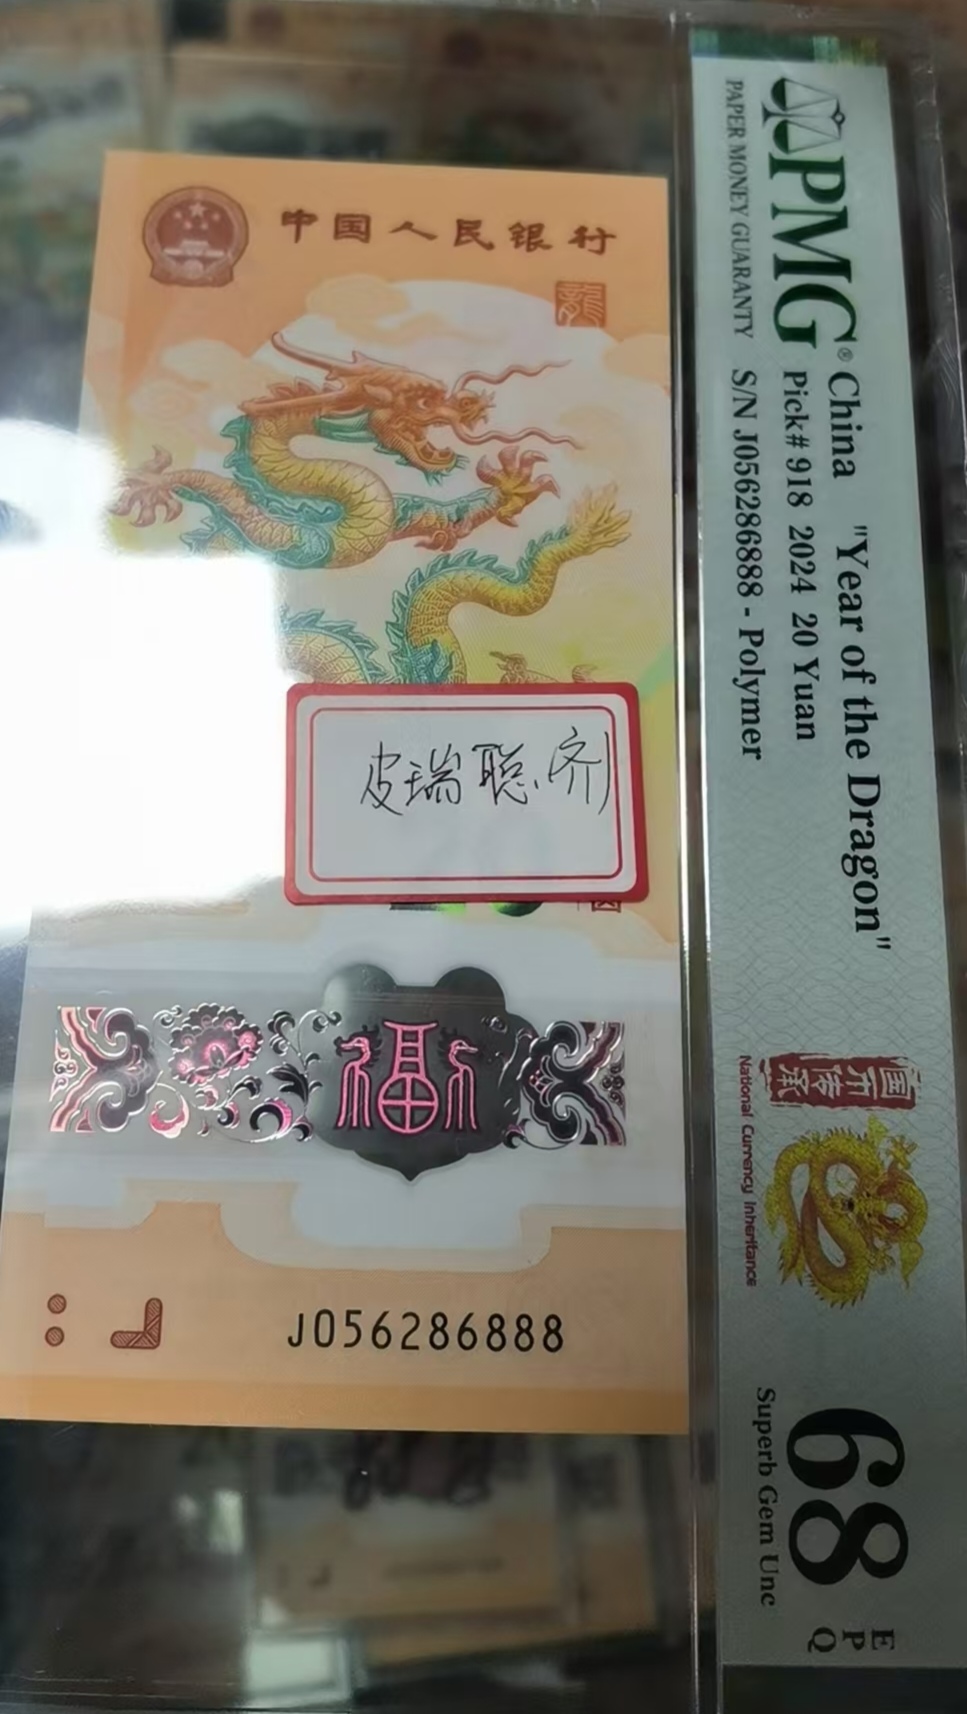 中国人民银行
龍
皮瑞聪.齐
福
J056286888
PMG®
PAPER MONEY GUARANTY
China "Year of the Dragon"
Pick# 918 2024 20 Yuan
S/N J056286888 - Polymer
国币传承
National Currency Inheritance
68 EPQ
Superb Gem Unc